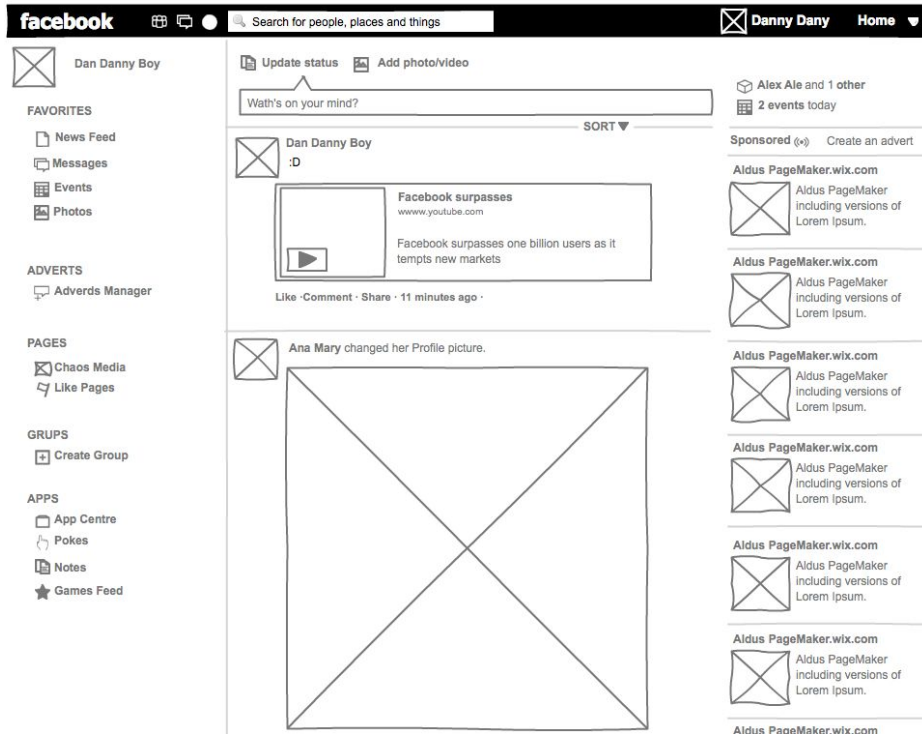 facebook
Search for people, places and things
Danny Dany
Home
Dan Danny Boy
FAVORITES
News Feed
Messages
Events
Photos
ADVERTS
Adverds Manager
PAGES
Chaos Media
Like Pages
GRUPS
Create Group
APPS
App Centre
Pokes
Notes
Games Feed
Update status
Add photo/video
Wath's on your mind?
SORT
Dan Danny Boy
:D
Facebook surpasses
wwww.youtube.com
Facebook surpasses one billion users as it
tempts new markets
Like ·Comment · Share · 11 minutes ago ·
Ana Mary changed her Profile picture.
Alex Ale and 1 other
2 events today
Sponsored
Create an advert
Aldus PageMaker.wix.com
Aldus PageMaker
including versions of
Lorem Ipsum.
Aldus PageMaker.wix.com
Aldus PageMaker
including versions of
Lorem Ipsum.
Aldus PageMaker.wix.com
Aldus PageMaker
including versions of
Lorem Ipsum.
Aldus PageMaker.wix.com
Aldus PageMaker
including versions of
Lorem Ipsum.
Aldus PageMaker.wix.com
Aldus PageMaker
including versions of
Lorem Ipsum.
Aldus PageMaker.wix.com
Aldus PageMaker
including versions of
Lorem Ipsum.
Aldus PageMaker.wix.com